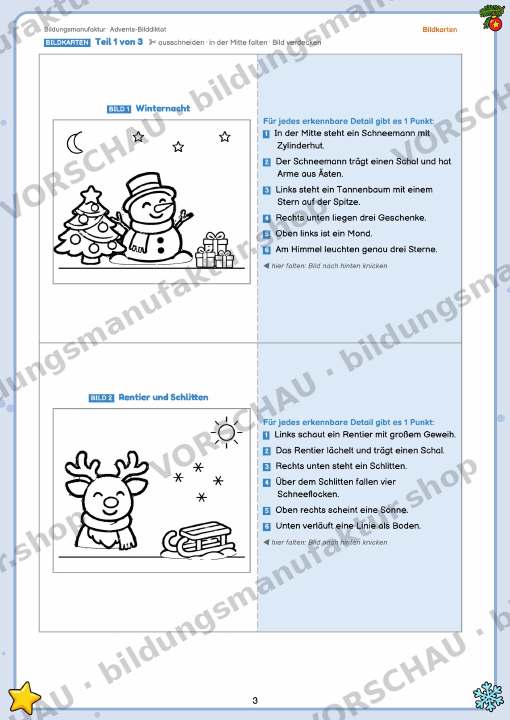 Bildungsmanufaktur · Advents-Bilddiktat
Bildkarten
BILDKARTEN Teil 1 von 3 ✂ ausschneiden · in der Mitte falten · Bild verdecken
BILD 1 Winternacht
Für jedes erkennbare Detail gibt es 1 Punkt:
1 In der Mitte steht ein Schneemann mit
Zylinderhut.
2 Der Schneemann trägt einen Schal und hat
Arme aus Ästen.
3 Links steht ein Tannenbaum mit einem
Stern auf der Spitze.
4 Rechts unten liegen drei Geschenke.
5 Oben links ist ein Mond.
6 Am Himmel leuchten genau drei Sterne.
◀ hier falten: Bild nach hinten knicken
BILD 2 Rentier und Schlitten
Für jedes erkennbare Detail gibt es 1 Punkt:
1 Links schaut ein Rentier mit großem Geweih.
2 Das Rentier lächelt und trägt einen Schal.
3 Rechts unten steht ein Schlitten.
4 Über dem Schlitten fallen vier
Schneeflocken.
5 Oben rechts scheint eine Sonne.
6 Unten verläuft eine Linie als Boden.
◀ hier falten: Bild nach hinten knicken
3
VORSCHAU · bildungsmanufaktur.shop
VORSCHAU · bildungsmanufaktur.shop